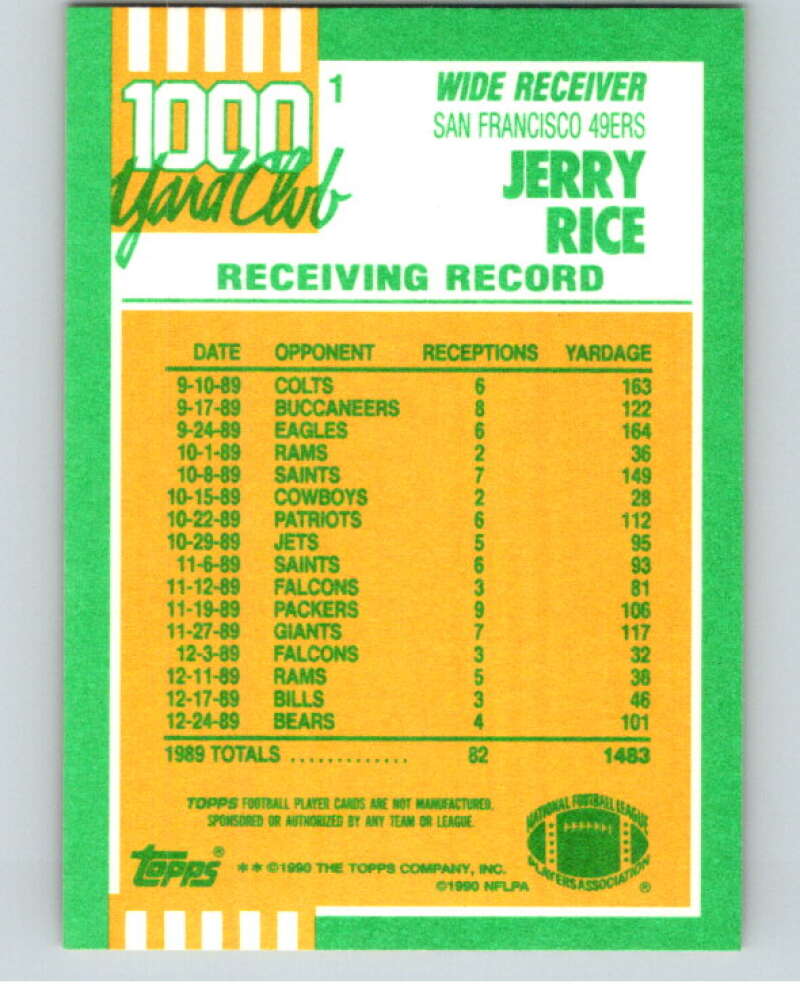 1000 1
Yard Club
WIDE RECEIVER
SAN FRANCISCO 49ERS
JERRY
RICE
RECEIVING RECORD
DATE OPPONENT RECEPTIONS YARDAGE
9-10-89 COLTS 6 163
9-17-89 BUCCANEERS 8 122
9-24-89 EAGLES 6 164
10-1-89 RAMS 2 36
10-8-89 SAINTS 7 149
10-15-89 COWBOYS 2 28
10-22-89 PATRIOTS 6 112
10-29-89 JETS 5 95
11-6-89 SAINTS 6 93
11-12-89 FALCONS 3 81
11-19-89 PACKERS 9 106
11-27-89 GIANTS 7 117
12-3-89 FALCONS 3 32
12-11-89 RAMS 5 38
12-17-89 BILLS 3 46
12-24-89 BEARS 4 101
1989 TOTALS .............. 82 1483
TOPPS FOOTBALL PLAYER CARDS ARE NOT MANUFACTURED,
SPONSORED OR AUTHORIZED BY ANY TEAM OR LEAGUE.
NATIONAL FOOTBALL LEAGUE
PLAYERS ASSOCIATION ®
Topps® **©1990 THE TOPPS COMPANY, INC.
©1990 NFLPA